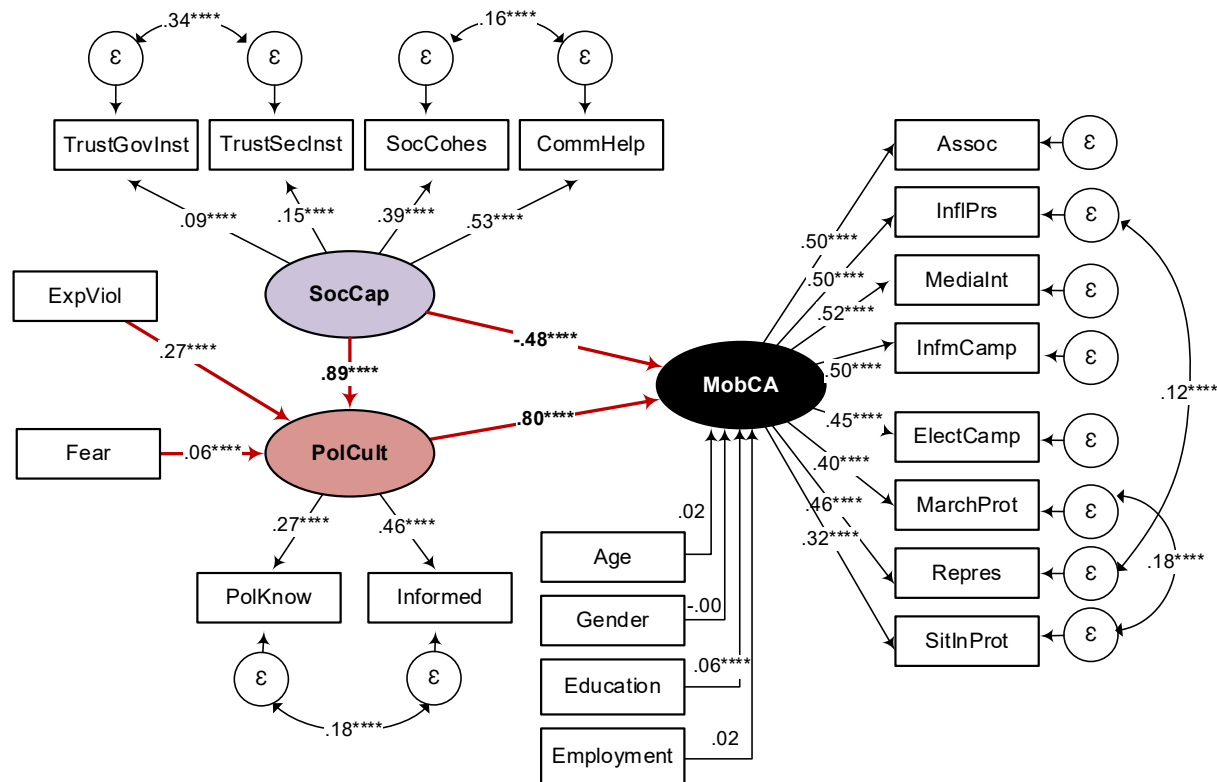 .34****
.16****
ε
ε
ε
ε
TrustGovInst
TrustSecInst
SocCohes
CommHelp
Assoc
ε
InflPrs
ε
.09****
.15****
.39****
.53****
.50****
ExpViol
SocCap
.50****
MediaInt
ε
.52****
.27****
-.48****
InfmCamp
ε
.89****
MobCA
.50****
.12****
.80****
.45****
ElectCamp
ε
Fear
.06****
PolCult
.40****
MarchProt
ε
.46****
.27****
.46****
.02
.32****
.18****
Age
Repres
ε
PolKnow
Informed
-.00
Gender
SitInProt
ε
.06****
ε
ε
Education
.18****
.02
Employment